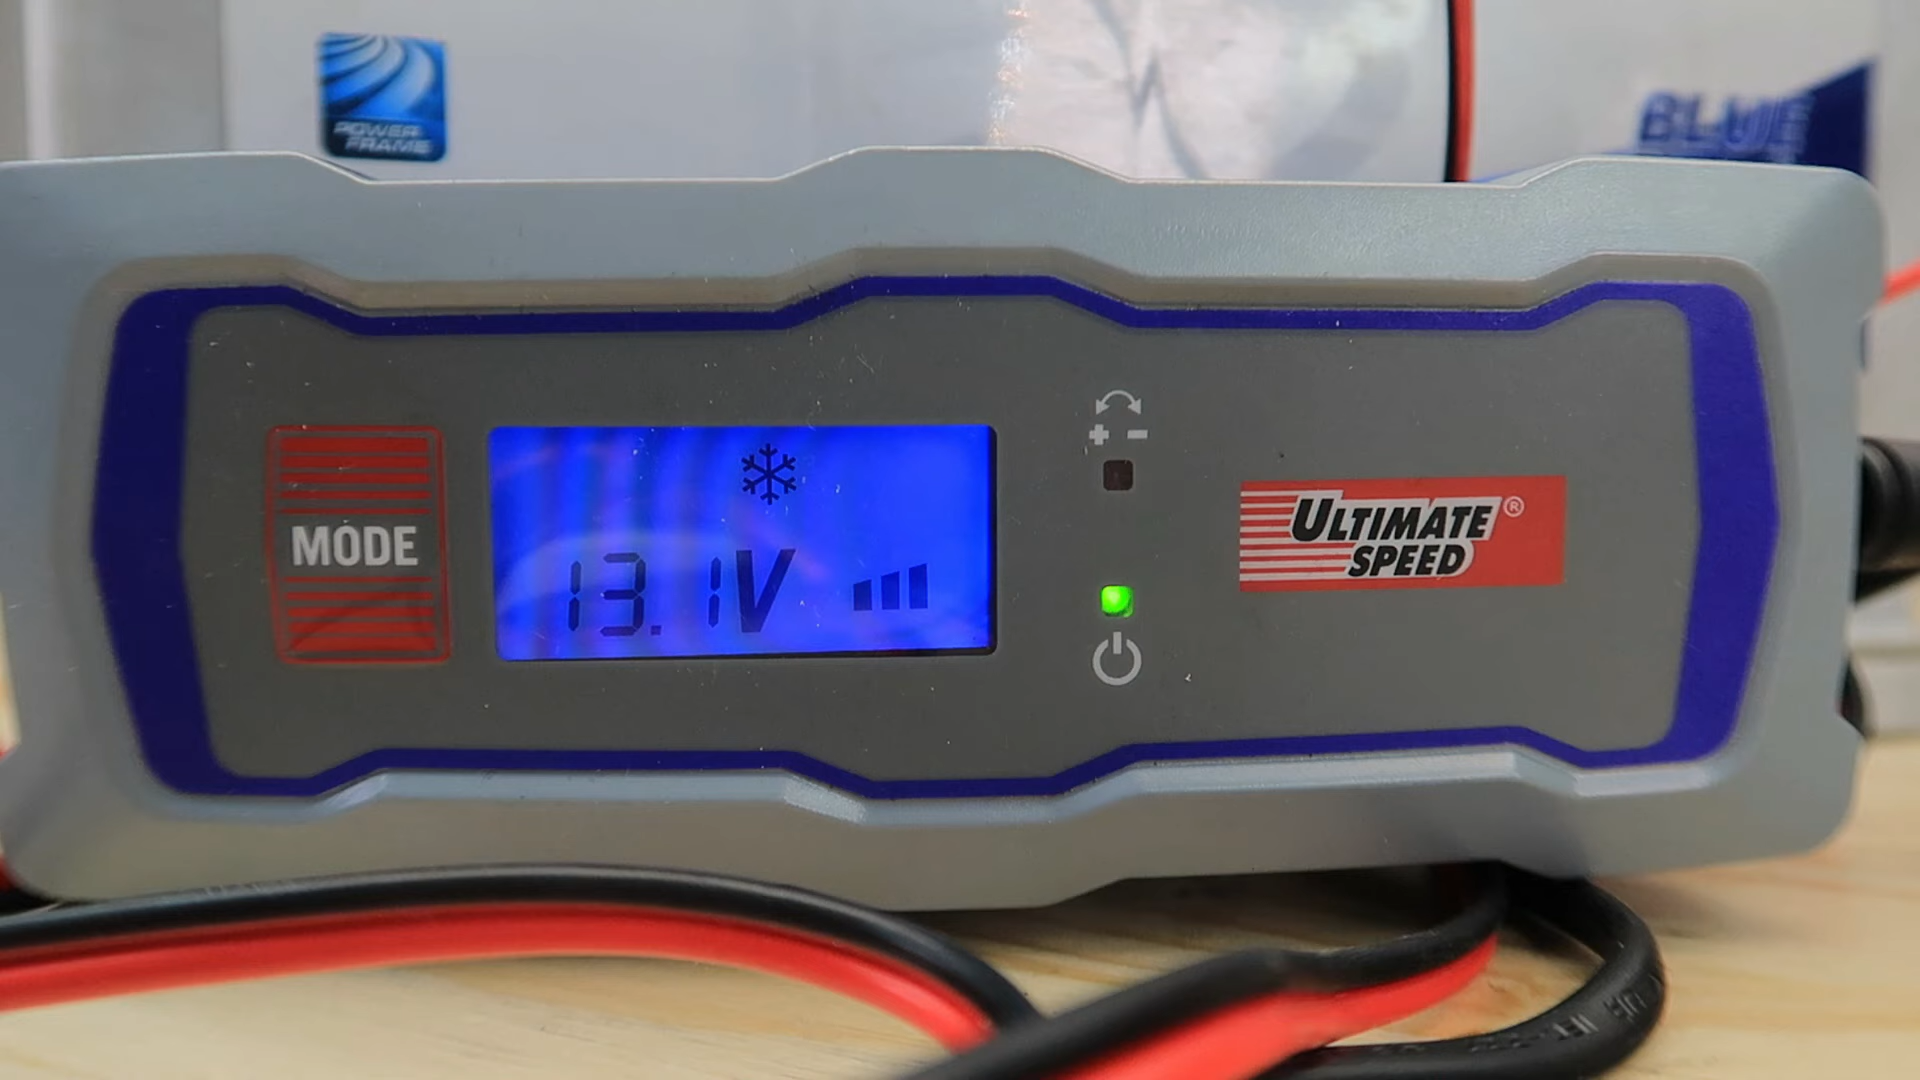 POWER-
FRAME
BLUE
MODE
13.1V
+ -
ULTIMATE®
SPEED